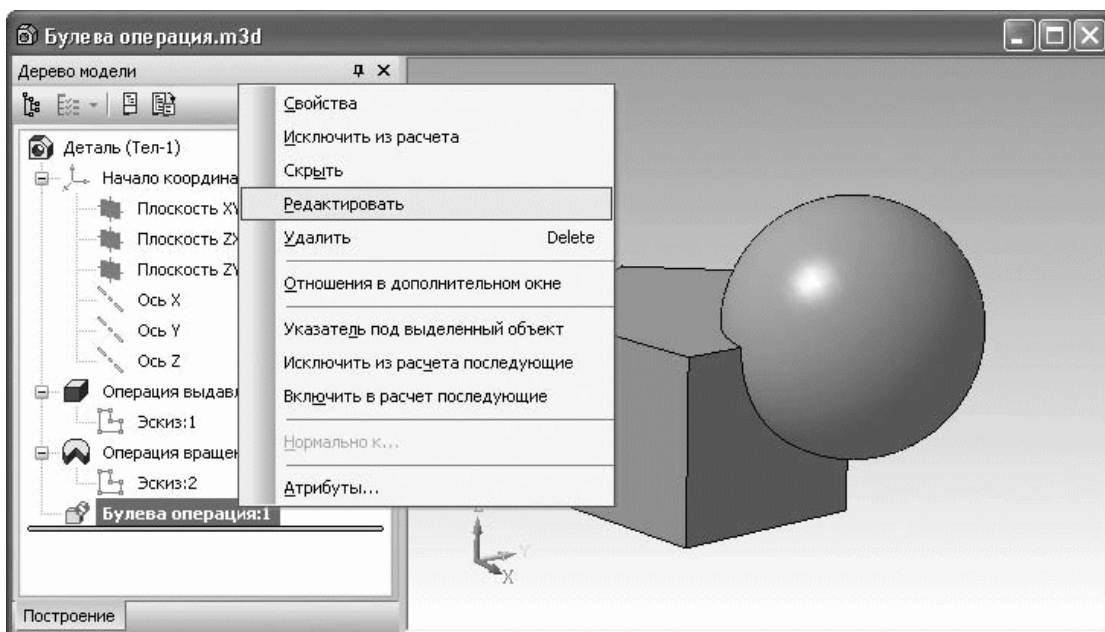 Булева операция.m3d
Дерево модели
Деталь (Тел-1)
Начало координа
Плоскость XY
Плоскость ZX
Плоскость ZY
Ось X
Ось Y
Ось Z
Операция выдавл
Эскиз:1
Операция вращен
Эскиз:2
Булева операция:1
Построение
Свойства
Исключить из расчета
Скрыть
Редактировать
Удалить Delete
Отношения в дополнительном окне
Указатель под выделенный объект
Исключить из расчета последующие
Включить в расчет последующие
Нормально к...
Атрибуты...
Z
Y
X